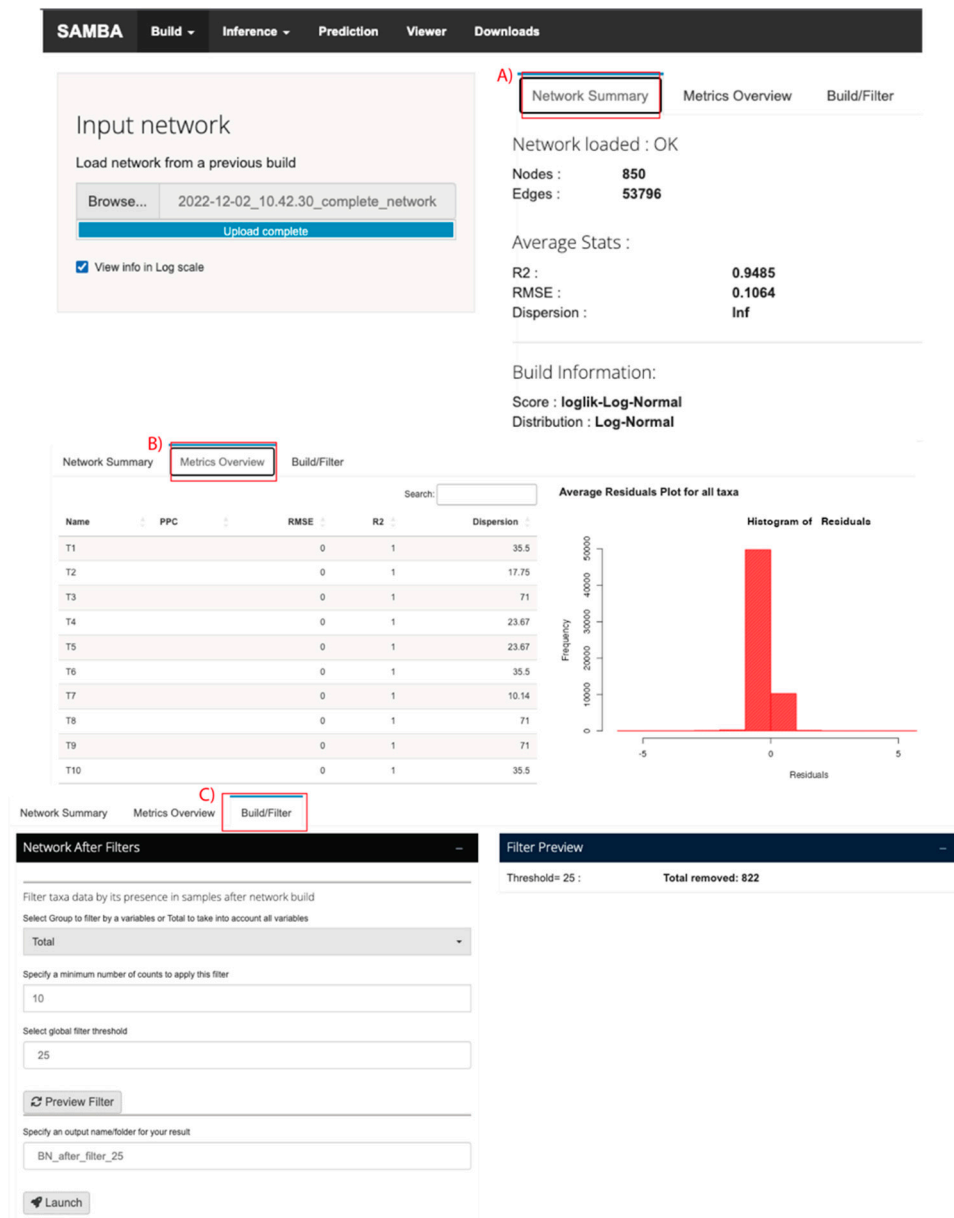 SAMBA Build Inference Prediction Viewer Downloads
A)
Network Summary Metrics Overview Build/Filter
Input network
Load network from a previous build
Browse... 2022-12-02_10.42.30_complete_network
Upload complete
View info in Log scale
Network loaded : OK
Nodes : 850
Edges : 53796
Average Stats :
R2 : 0.9485
RMSE : 0.1064
Dispersion : Inf
Build Information:
Score : loglik-Log-Normal
Distribution : Log-Normal
B)
Network Summary Metrics Overview Build/Filter
Search:
Name PPC RMSE R2 Dispersion
T1 0 1 35.5
T2 0 1 17.75
T3 0 1 71
T4 0 1 23.67
T5 0 1 23.67
T6 0 1 35.5
T7 0 1 10.14
T8 0 1 71
T9 0 1 71
T10 0 1 35.5
Average Residuals Plot for all taxa
Histogram of Residuals
Frequency
0 10000 20000 30000 40000 50000
-5 0 5
Residuals
C)
Network Summary Metrics Overview Build/Filter
Network After Filters
Filter taxa data by its presence in samples after network build
Select Group to filter by a variables or Total to take into account all variables
Total
Specify a minimum number of counts to apply this filter
10
Select global filter threshold
25
Preview Filter
Specify an output name/folder for your result
BN_after_filter_25
Launch
Filter Preview
Threshold= 25 : Total removed: 822